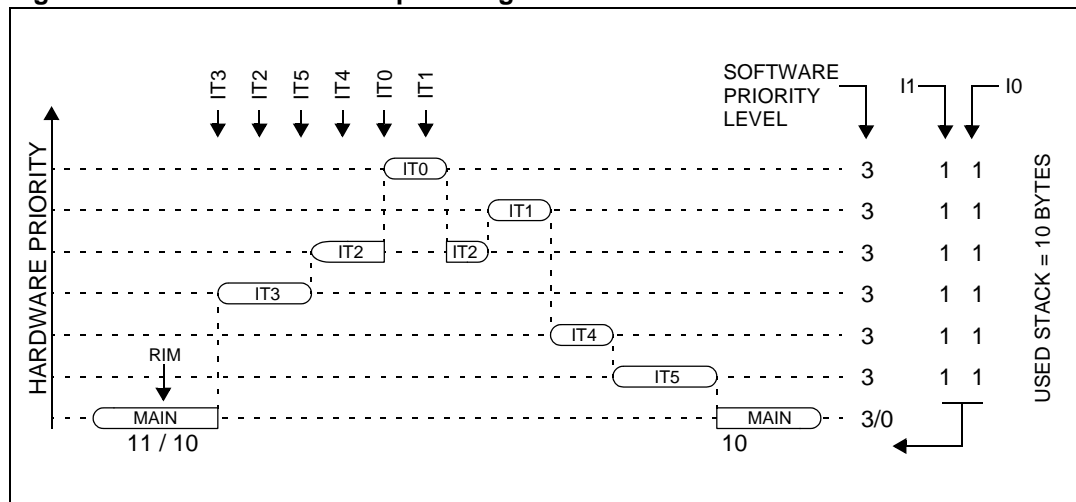 IT3
IT2
IT5
IT4
IT0
IT1
SOFTWARE
PRIORITY
LEVEL
I1
I0
HARDWARE PRIORITY
IT0
3
1 1
IT1
3
1 1
IT2
IT2
3
1 1
IT3
3
1 1
IT4
3
1 1
RIM
IT5
3
1 1
MAIN
MAIN
3/0
11 / 10
10
USED STACK = 10 BYTES